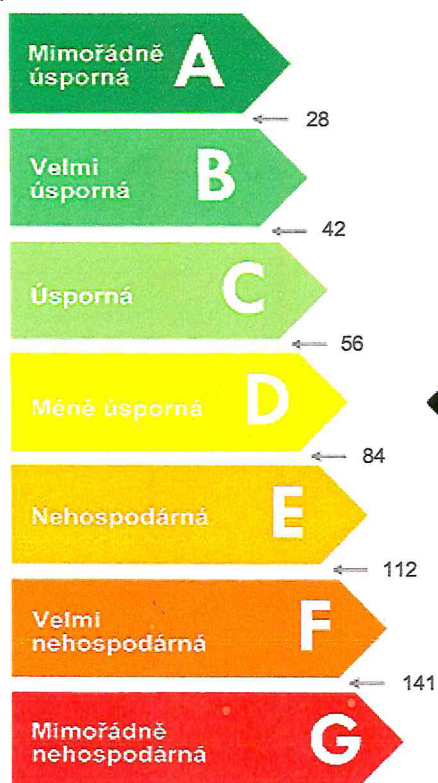 Mimořádně
úsporná
A
28
Velmi
úsporná
B
42
Úsporná
C
56
Méně úsporná
D
84
Nehospodárná
E
112
Velmi
nehospodárná
F
141
Mimořádně
nehospodárná
G